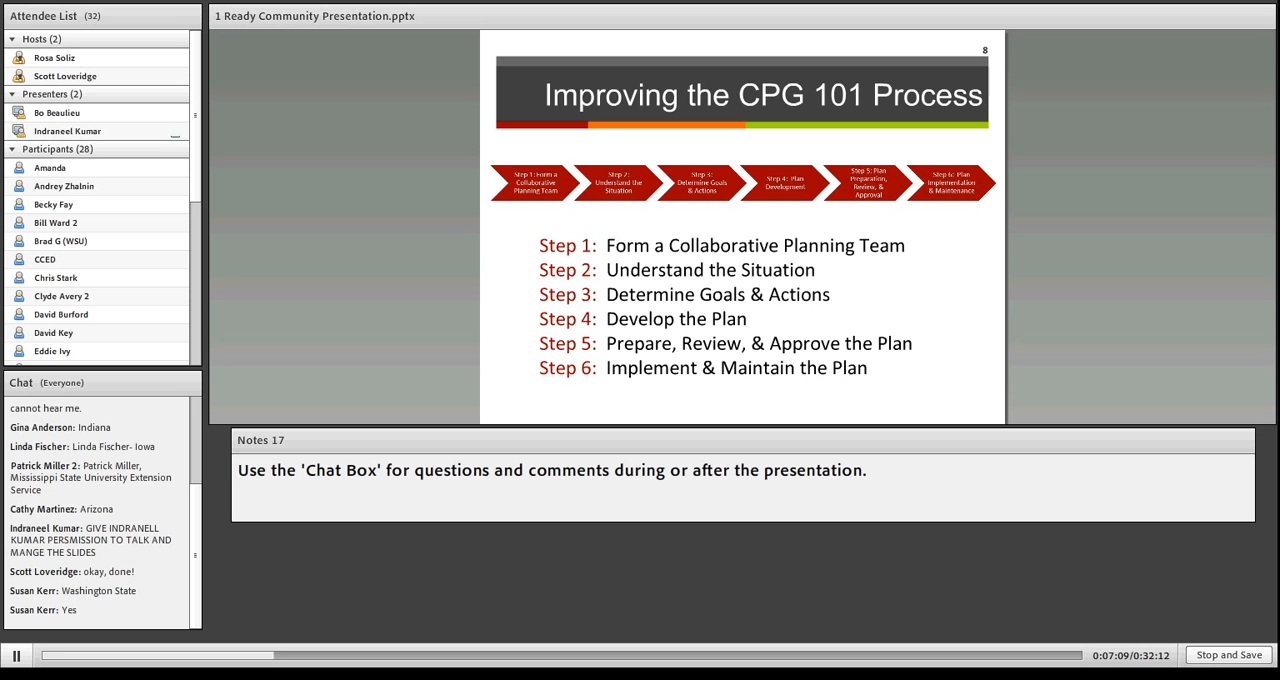 Attendee List (32)
Hosts (2)
Rosa Soliz
Scott Loveridge
Presenters (2)
Bo Beaulieu
Indraneel Kumar
Participants (28)
Amanda
Andrey Zhalnin
Becky Fay
Bill Ward 2
Brad G (WSU)
CCED
Chris Stark
Clyde Avery 2
David Burford
David Key
Eddie Ivy
Chat (Everyone)
cannot hear me.
Gina Anderson: Indiana
Linda Fischer: Linda Fischer- Iowa
Patrick Miller 2: Patrick Miller,
Mississippi State University Extension
Service
Cathy Martinez: Arizona
Indraneel Kumar: GIVE INDRANELL
KUMAR PERSMISSION TO TALK AND
MANGE THE SLIDES
Scott Loveridge: okay, done!
Susan Kerr: Washington State
Susan Kerr: Yes
1 Ready Community Presentation.pptx
8
Improving the CPG 101 Process
Step 1: Form a
Collaborative
Planning Team
Step 2:
Understand the
Situation
Step 3:
Determine Goals
& Actions
Step 4: Plan
Development
Step 5: Plan
Preparation,
Review, &
Approval
Step 6: Plan
Implementation
& Maintenance
Step 1: Form a Collaborative Planning Team
Step 2: Understand the Situation
Step 3: Determine Goals & Actions
Step 4: Develop the Plan
Step 5: Prepare, Review, & Approve the Plan
Step 6: Implement & Maintain the Plan
Notes 17
Use the 'Chat Box' for questions and comments during or after the presentation.
0:07:09/0:32:12
Stop and Save